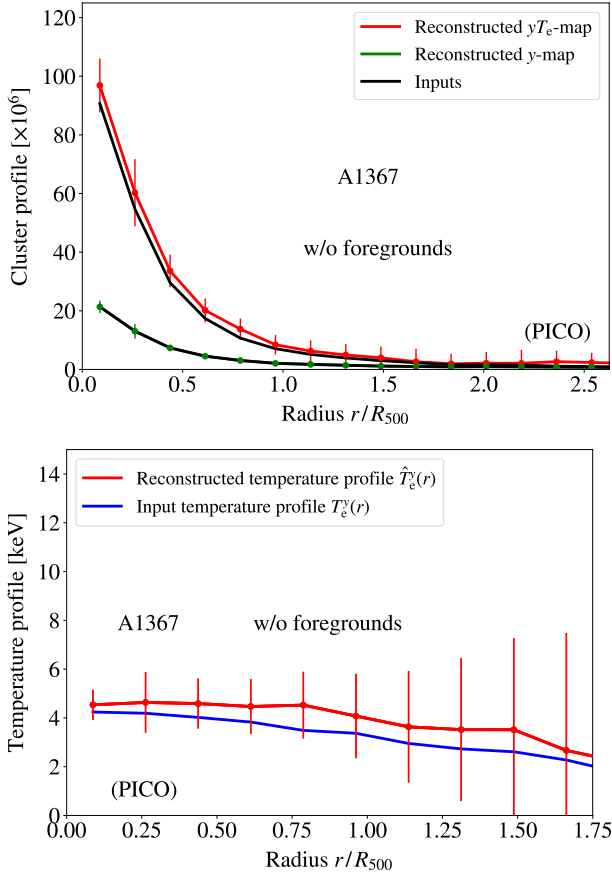 Cluster profile [×10⁶]
120
100
80
60
40
20
0
Reconstructed yTₑ-map
Reconstructed y-map
Inputs
A1367
w/o foregrounds
(PICO)
0.0 0.5 1.0 1.5 2.0 2.5
Radius r/R₅₀₀
Temperature profile [keV]
14
12
10
8
6
4
2
0
Reconstructed temperature profile T̂ₑʸ(r)
Input temperature profile Tₑʸ(r)
A1367 w/o foregrounds
(PICO)
0.00 0.25 0.50 0.75 1.00 1.25 1.50 1.75
Radius r/R₅₀₀